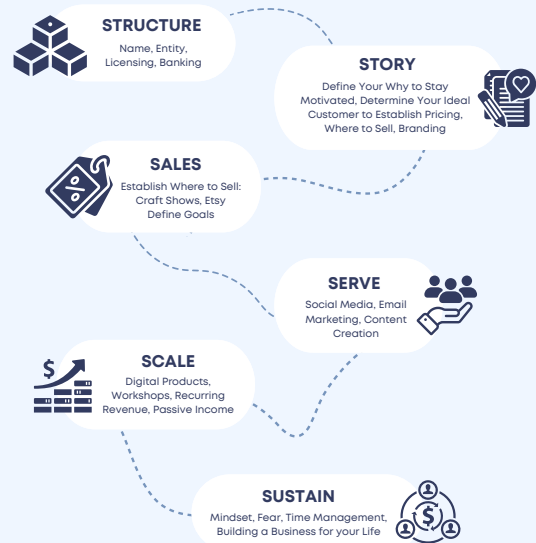 STRUCTURE
Name, Entity,
Licensing, Banking
STORY
Define Your Why to Stay
Motivated, Determine Your Ideal
Customer to Establish Pricing,
Where to Sell, Branding
SALES
Establish Where to Sell:
Craft Shows, Etsy
Define Goals
SERVE
Social Media, Email
Marketing, Content
Creation
SCALE
Digital Products,
Workshops, Recurring
Revenue, Passive Income
SUSTAIN
Mindset, Fear, Time Management,
Building a Business for your Life